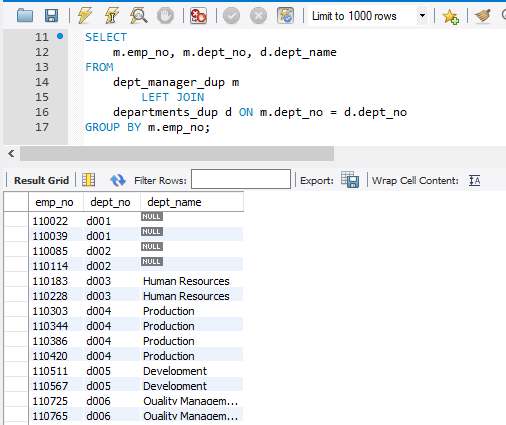 Limit to 1000 rows
11 SELECT
12 m.emp_no, m.dept_no, d.dept_name
13 FROM
14 dept_manager_dup m
15 LEFT JOIN
16 departments_dup d ON m.dept_no = d.dept_no
17 GROUP BY m.emp_no;
Result Grid Filter Rows: Export: Wrap Cell Content:
emp_no dept_no dept_name
110022 d001 NULL
110039 d001 NULL
110085 d002 NULL
110114 d002 NULL
110183 d003 Human Resources
110228 d003 Human Resources
110303 d004 Production
110344 d004 Production
110386 d004 Production
110420 d004 Production
110511 d005 Development
110567 d005 Development
110725 d006 Quality Managem...
110765 d006 Quality Managem...